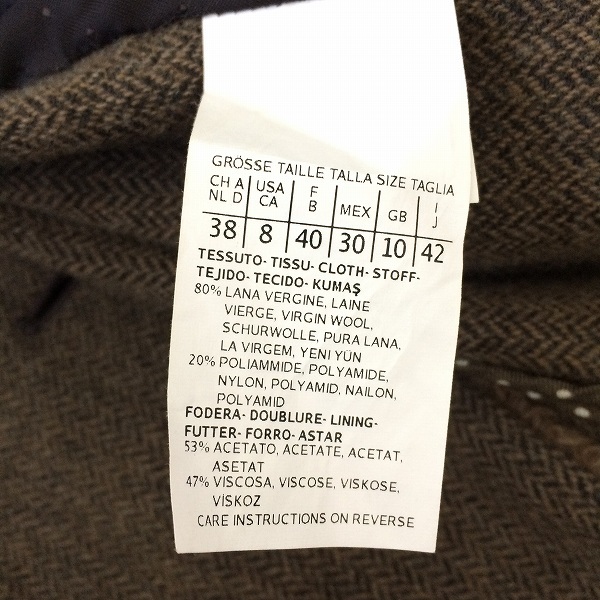 GRÖSSE TAILLE TALLA SIZE TAGLIA
CH A USA F MEX GB I
NL D CA B J
38 8 40 30 10 42
TESSUTO- TISSU- CLOTH- STOFF-
TEJIDO- TECIDO- KUMAŞ
80% LANA VERGINE, LAINE
VIERGE, VIRGIN WOOL,
SCHURWOLLE, PURA LANA,
LA VIRGEM, YENI YÜN
20% POLIAMMIDE, POLYAMIDE,
NYLON, POLYAMID, NAILON,
POLYAMID
FODERA- DOUBLURE- LINING-
FUTTER- FORRO- ASTAR
53% ACETATO, ACETATE, ACETAT,
ASETAT
47% VISCOSA, VISCOSE, VISKOSE,
VİSKOZ
CARE INSTRUCTIONS ON REVERSE